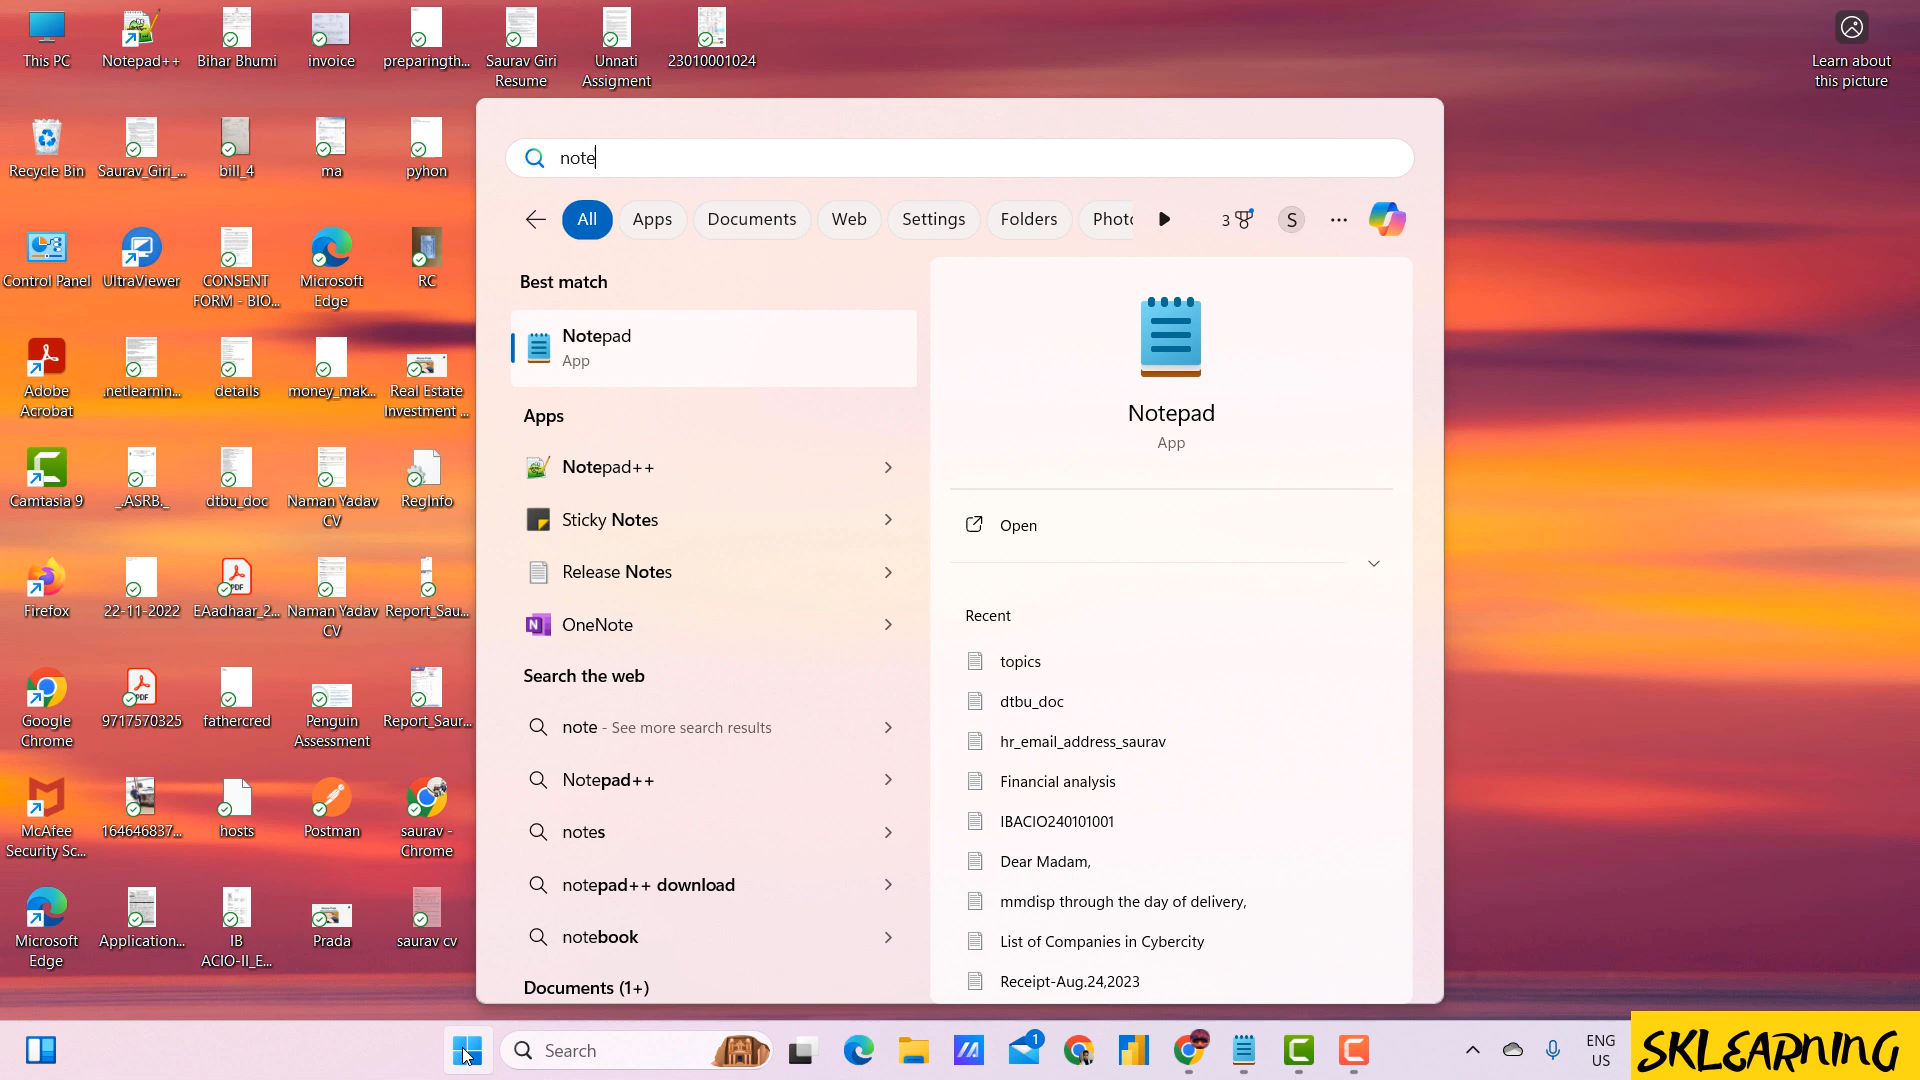 This PC
Notepad++
Bihar Bhumi
invoice
preparingth...
Saurav Giri
Resume
Unnati
Assigment
23010001024
Learn about
this picture
Recycle Bin
Saurav_Giri_...
bill_4
ma
pyhon
Control Panel
UltraViewer
CONSENT
FORM - BIO...
Microsoft
Edge
RC
Adobe
Acrobat
.netlearnin...
details
money_mak...
Real Estate
Investment ...
Camtasia 9
_.ASRB._
dtbu_doc
Naman Yadav
CV
RegInfo
Firefox
22-11-2022
EAadhaar_2...
Naman Yadav
CV
Report_Sau...
Google
Chrome
9717570325
fathercred
Penguin
Assessment
Report_Saur...
McAfee
Security Sc...
164646837...
hosts
Postman
saurav -
Chrome
Microsoft
Edge
Application...
IB
ACIO-II_E...
Prada
saurav cv
note
All
Apps
Documents
Web
Settings
Folders
Photo
3
S
Best match
Notepad
App
Apps
Notepad++
Sticky Notes
Release Notes
OneNote
Search the web
note - See more search results
Notepad++
notes
notepad++ download
notebook
Documents (1+)
Notepad
App
Open
Recent
topics
dtbu_doc
hr_email_address_saurav
Financial analysis
IBACIO240101001
Dear Madam,
mmdisp through the day of delivery,
List of Companies in Cybercity
Receipt-Aug.24,2023
Search
1
ENG
US
SKLEARNING